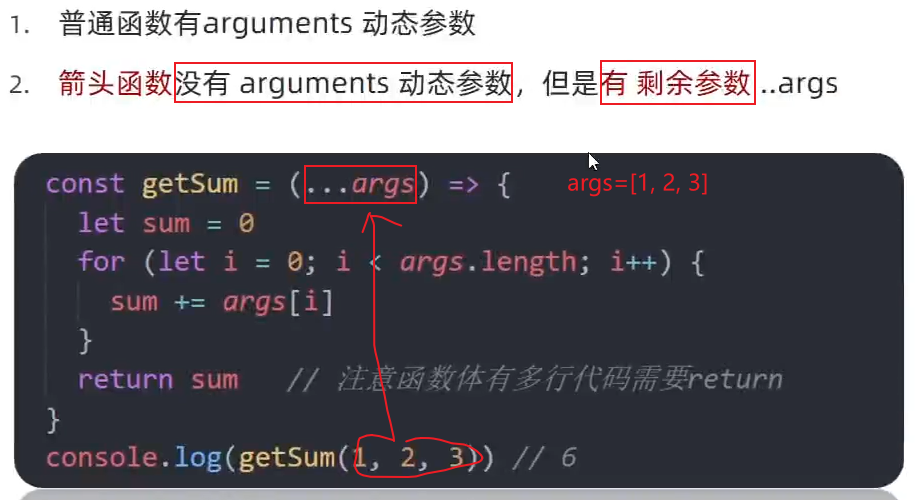 1. 普通函数有arguments 动态参数
2. 箭头函数没有 arguments 动态参数，但是有 剩余参数 ..args
const getSum = (...args) => { args=[1, 2, 3]
let sum = 0
for (let i = 0; i < args.length; i++) {
sum += args[i]
}
return sum // 注意函数体有多行代码需要return
}
console.log(getSum(1, 2, 3)) // 6